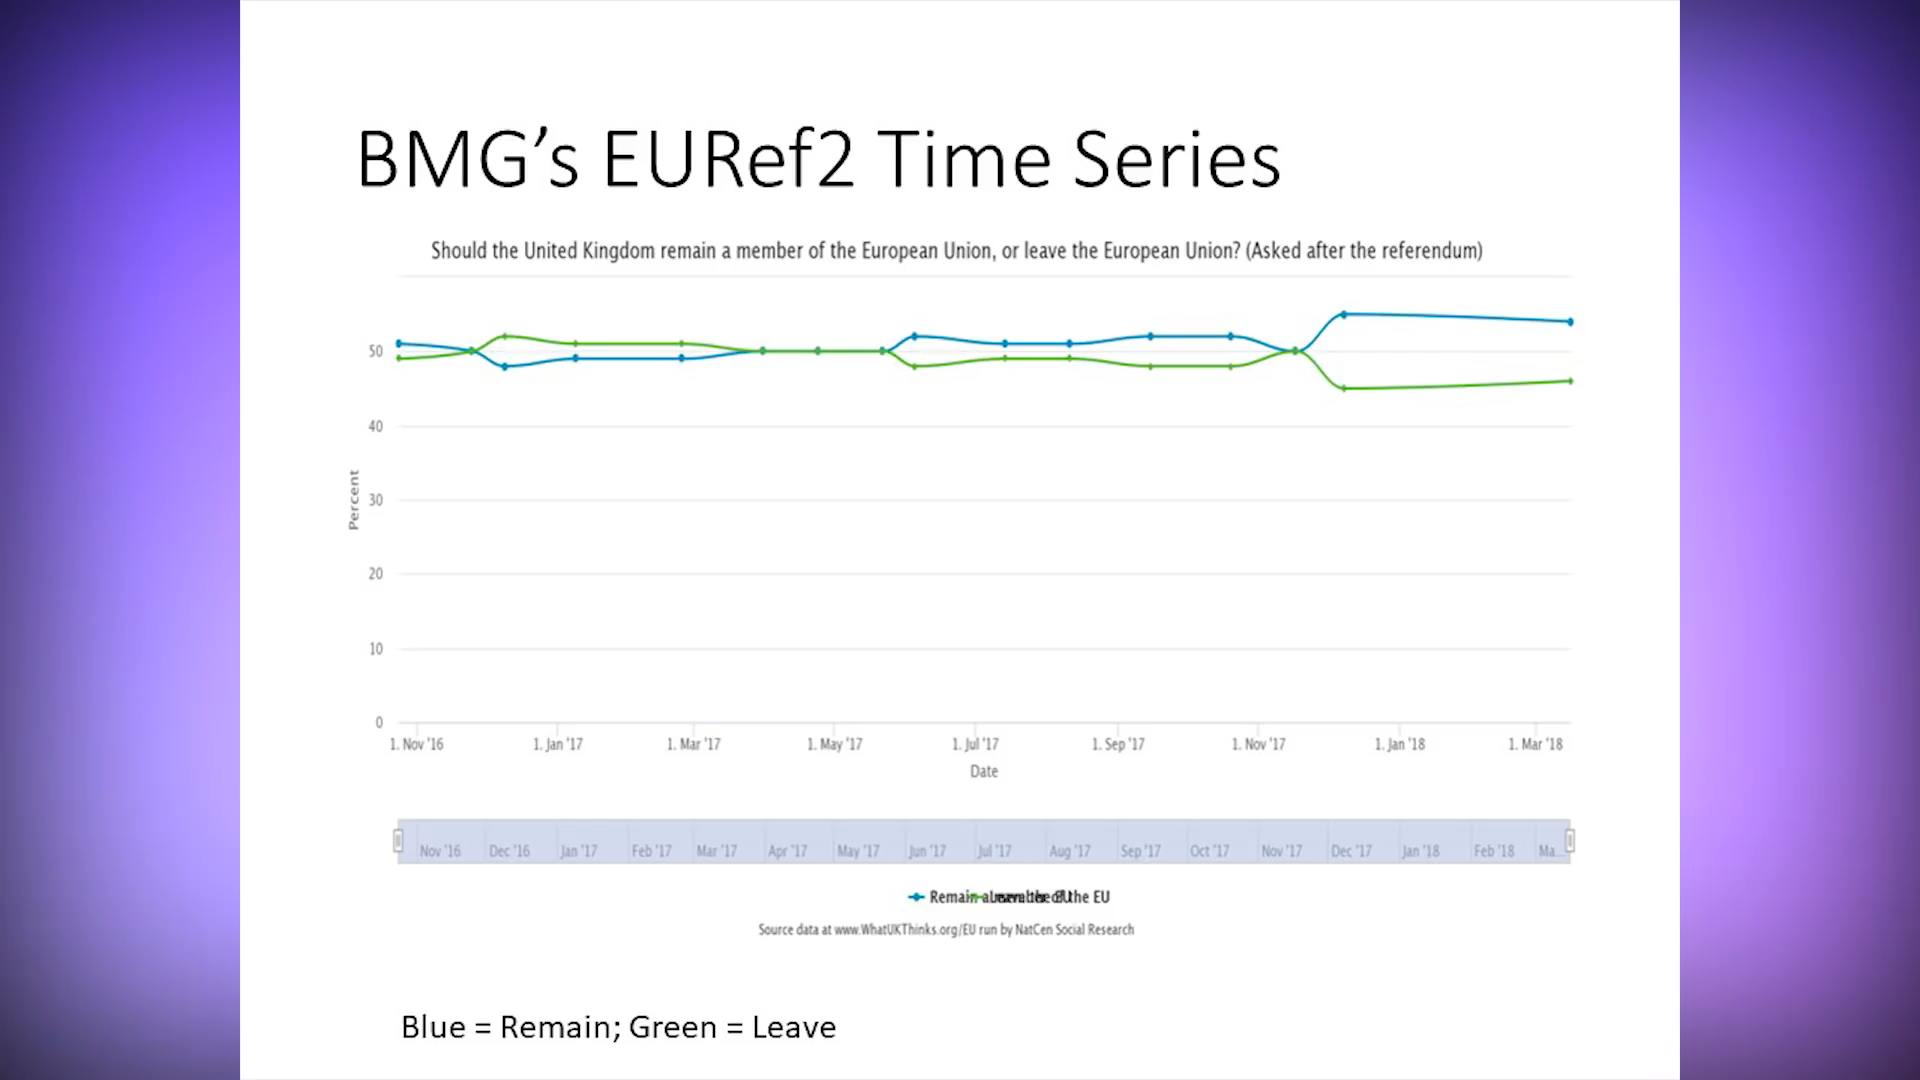 BMG's EURef2 Time Series
Should the United Kingdom remain a member of the European Union, or leave the European Union? (Asked after the referendum)
50
40
30
20
10
0
Percent
1. Nov '16 1. Jan '17 1. Mar '17 1. May '17 1. Jul '17 1. Sep '17 1. Nov '17 1. Jan '18 1. Mar '18
Date
Nov '16 Dec '16 Jan '17 Feb '17 Mar '17 Apr '17 May '17 Jun '17 Jul '17 Aug '17 Sep '17 Oct '17 Nov '17 Dec '17 Jan '18 Feb '18 Ma...
Remain the EU
Source data at www.WhatUKThinks.org/EU run by NatCen Social Research
Blue = Remain; Green = Leave